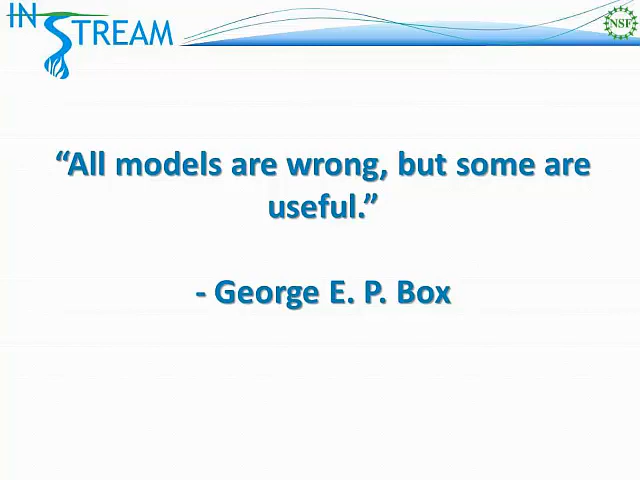 IN STREAM
NSF
“All models are wrong, but some are
useful.”
- George E. P. Box